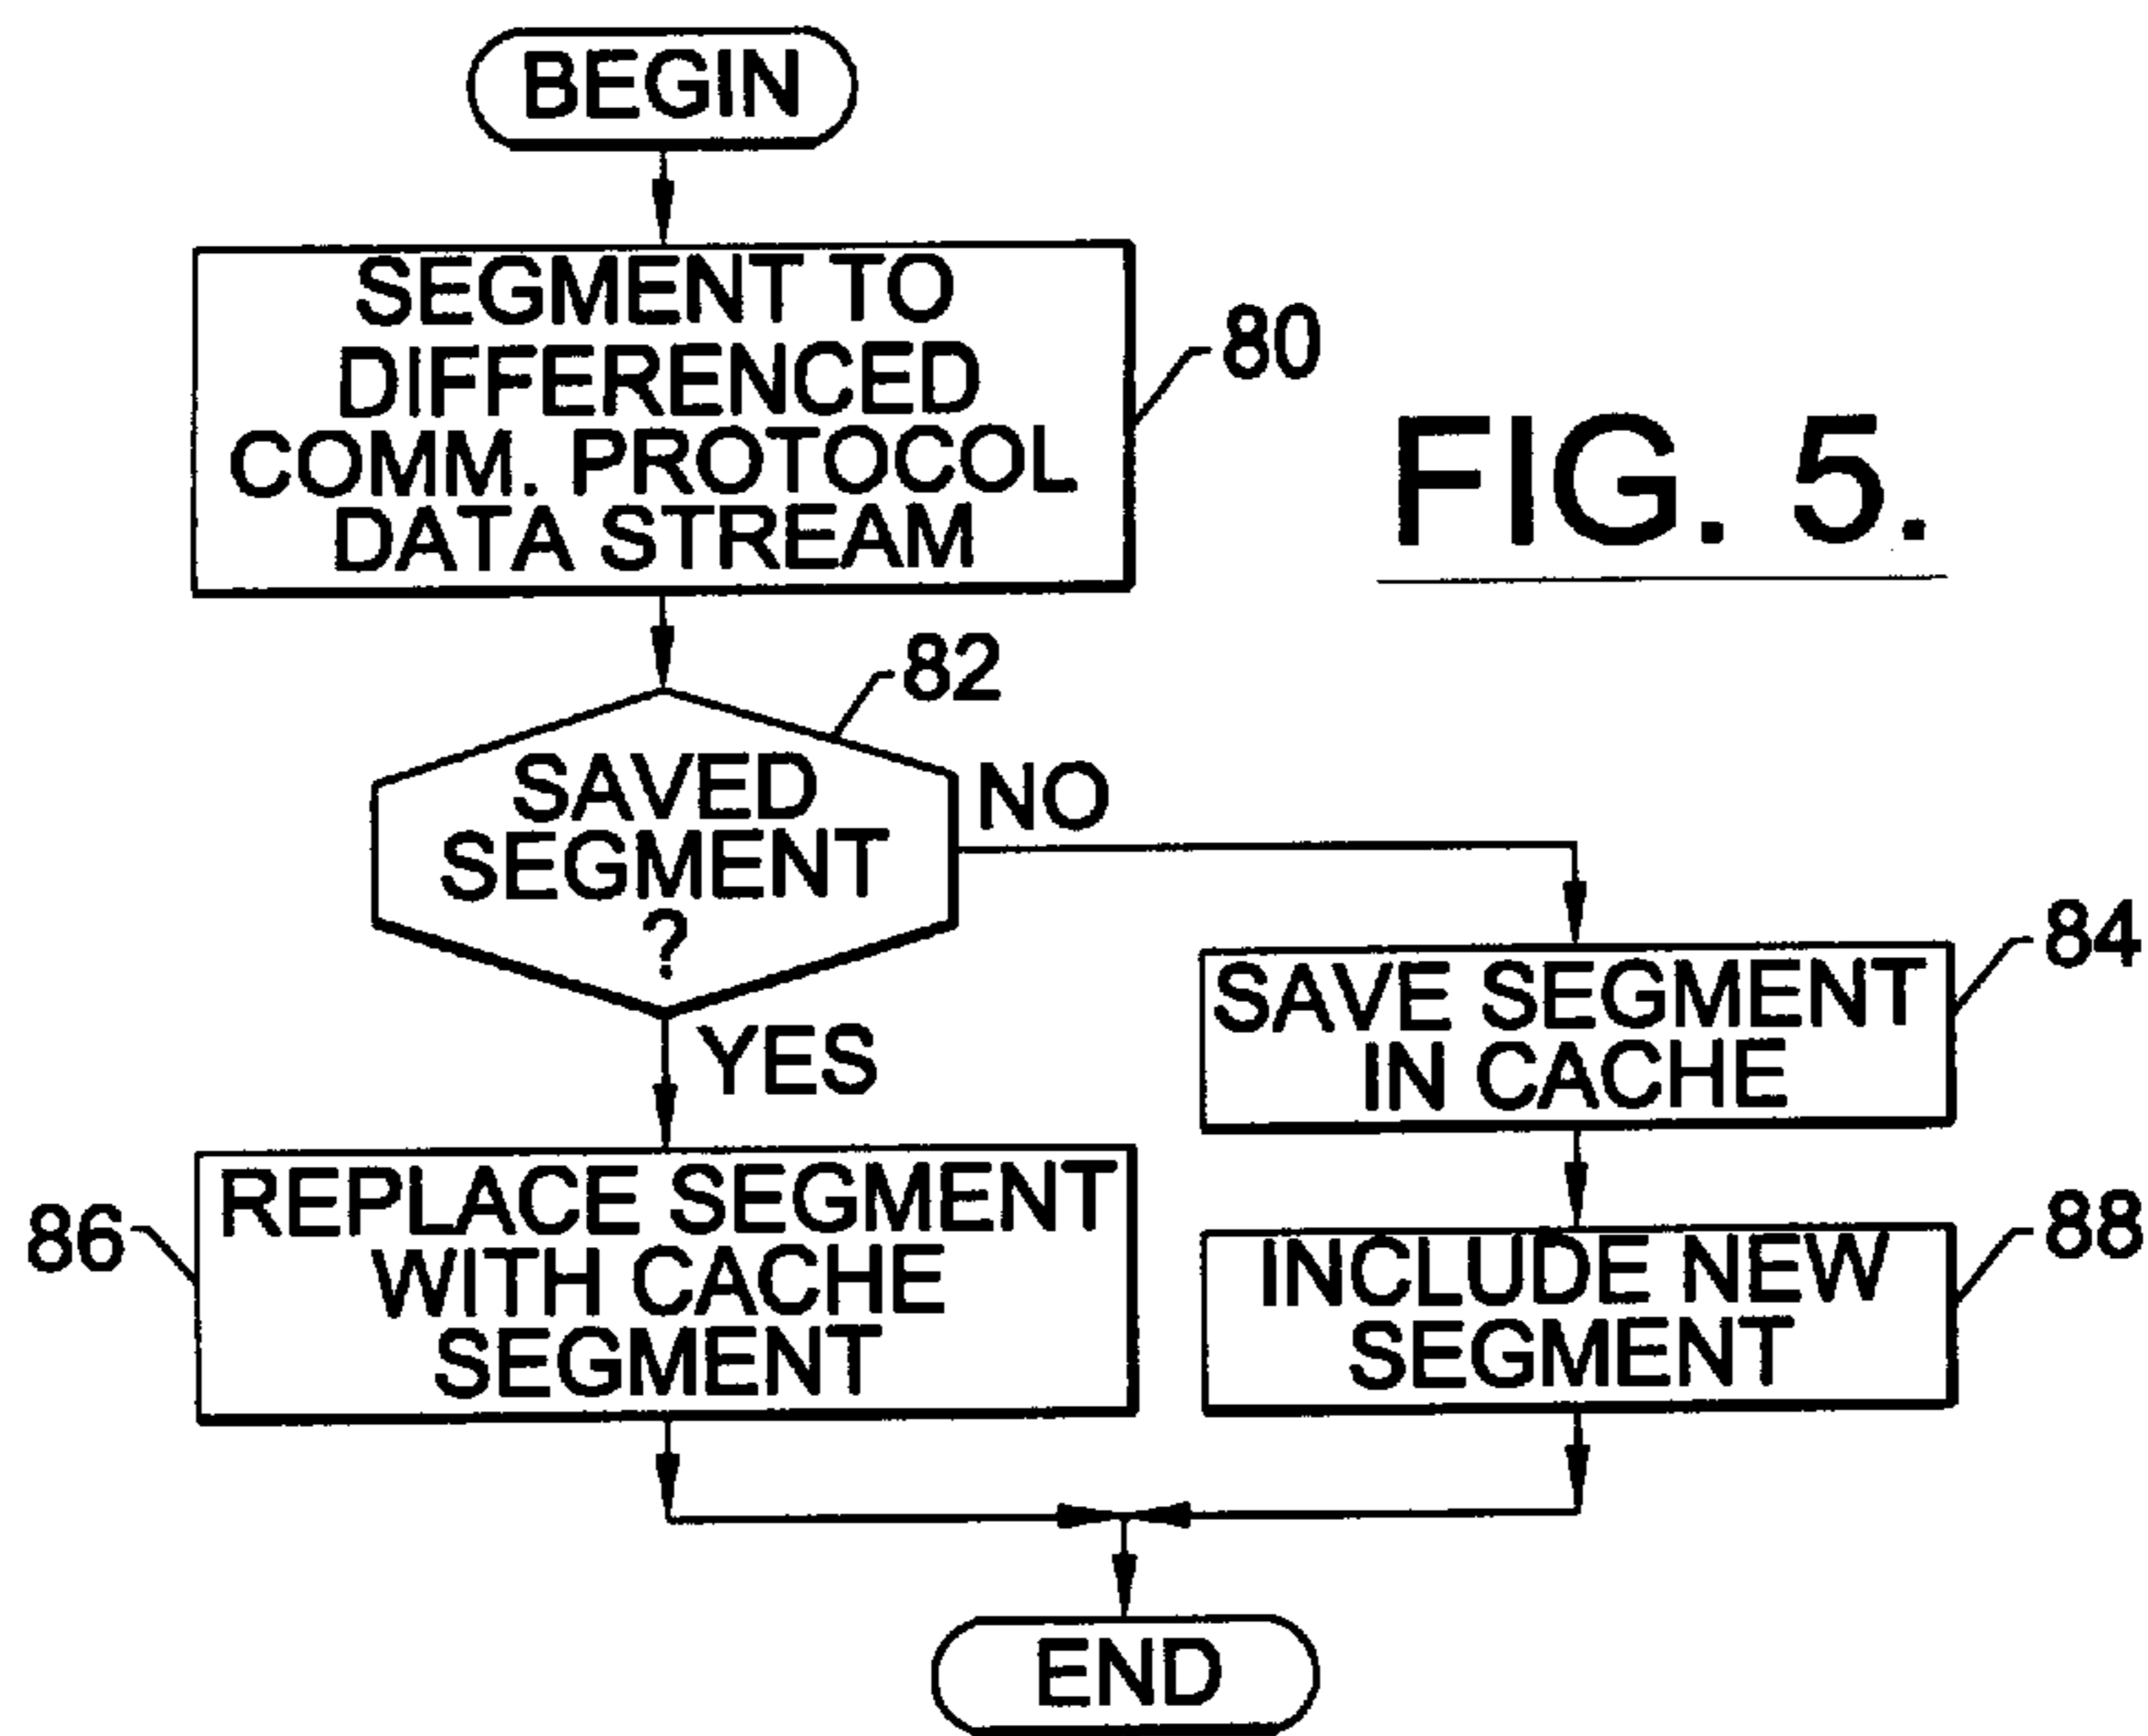 BEGIN
SEGMENT TO
DIFFERENCED
COMM. PROTOCOL
DATA STREAM
80
FIG. 5.
82
SAVED
SEGMENT
?
NO
YES
84
SAVE SEGMENT
IN CACHE
86
REPLACE SEGMENT
WITH CACHE
SEGMENT
88
INCLUDE NEW
SEGMENT
END